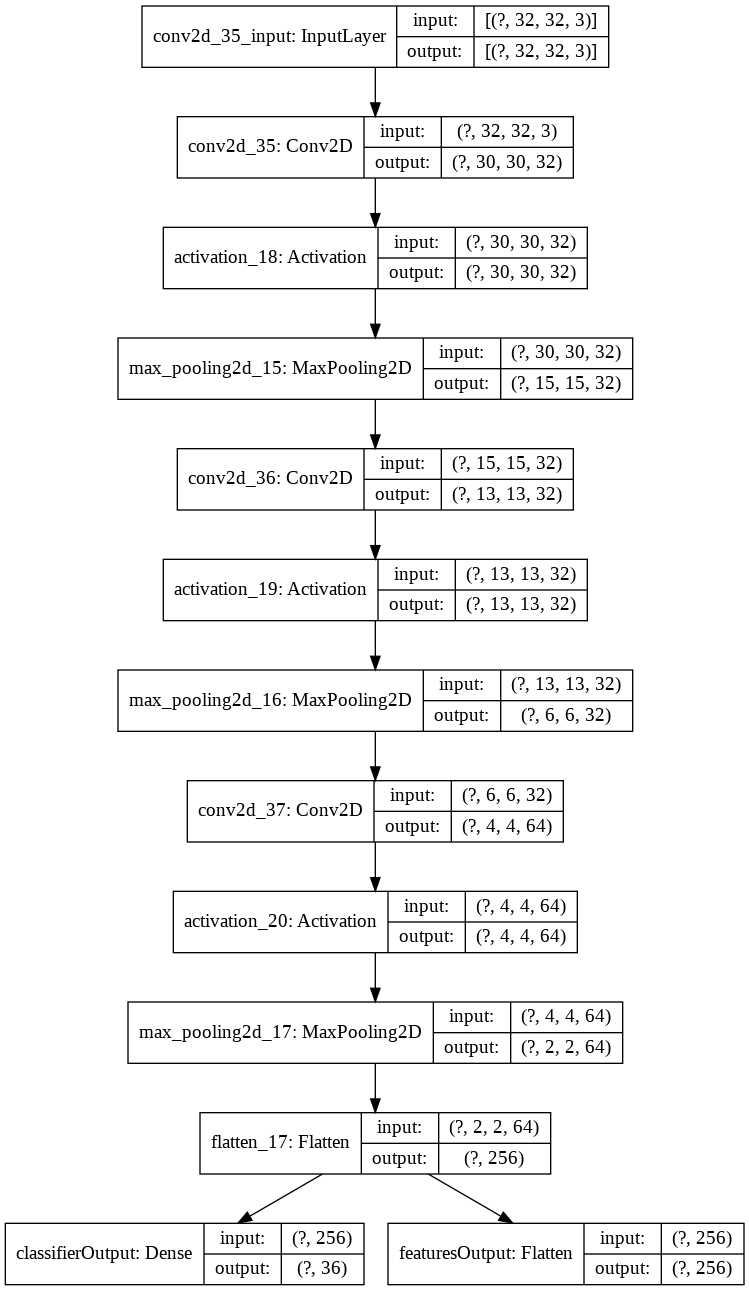 conv2d_35_input: InputLayer
input: [(?, 32, 32, 3)]
output: [(?, 32, 32, 3)]
conv2d_35: Conv2D
input: (?, 32, 32, 3)
output: (?, 30, 30, 32)
activation_18: Activation
input: (?, 30, 30, 32)
output: (?, 30, 30, 32)
max_pooling2d_15: MaxPooling2D
input: (?, 30, 30, 32)
output: (?, 15, 15, 32)
conv2d_36: Conv2D
input: (?, 15, 15, 32)
output: (?, 13, 13, 32)
activation_19: Activation
input: (?, 13, 13, 32)
output: (?, 13, 13, 32)
max_pooling2d_16: MaxPooling2D
input: (?, 13, 13, 32)
output: (?, 6, 6, 32)
conv2d_37: Conv2D
input: (?, 6, 6, 32)
output: (?, 4, 4, 64)
activation_20: Activation
input: (?, 4, 4, 64)
output: (?, 4, 4, 64)
max_pooling2d_17: MaxPooling2D
input: (?, 4, 4, 64)
output: (?, 2, 2, 64)
flatten_17: Flatten
input: (?, 2, 2, 64)
output: (?, 256)
classifierOutput: Dense
input: (?, 256)
output: (?, 36)
featuresOutput: Flatten
input: (?, 256)
output: (?, 256)